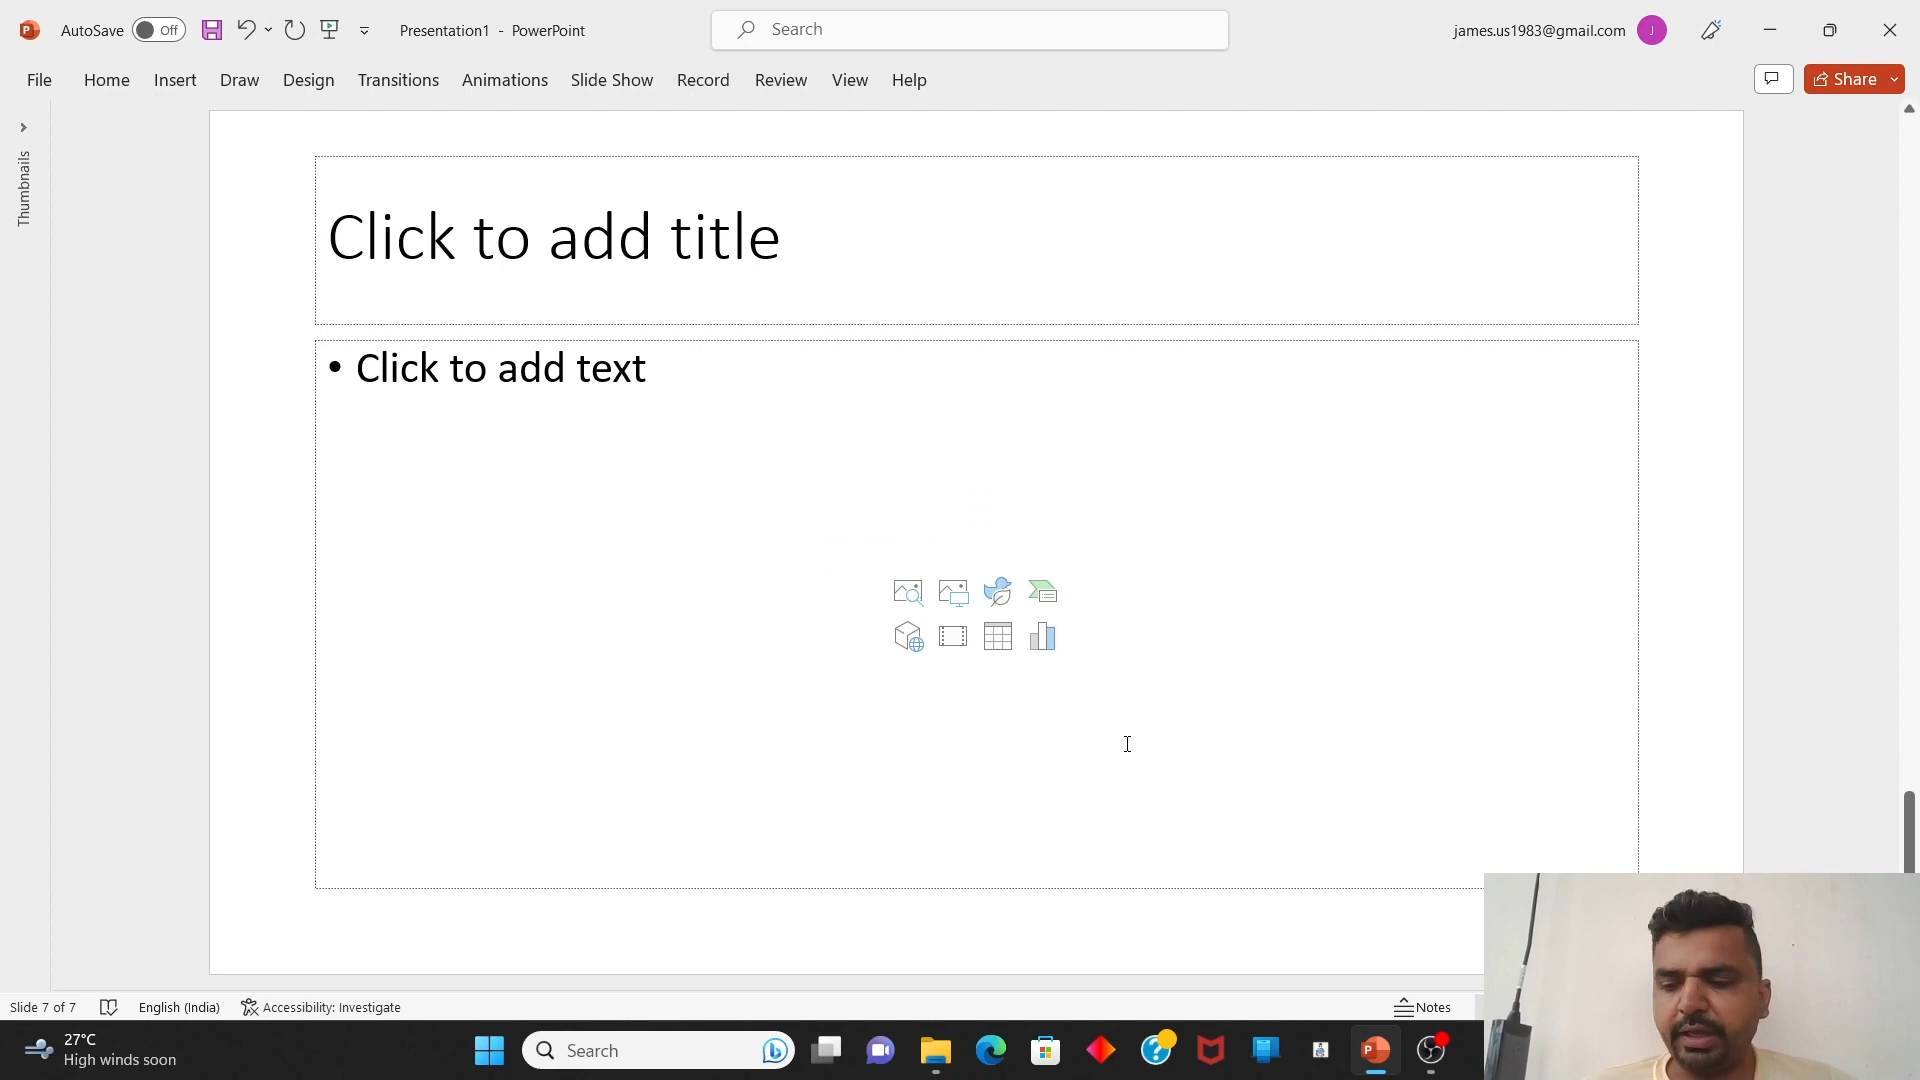 AutoSave Off Presentation1 - PowerPoint Search james.us1983@gmail.com J
File Home Insert Draw Design Transitions Animations Slide Show Record Review View Help Share
Thumbnails
Click to add title
• Click to add text
Slide 7 of 7 English (India) Accessibility: Investigate Notes
27°C
High winds soon
Search